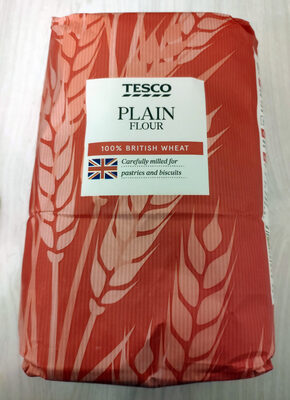 TESCO
PLAIN
FLOUR
100% BRITISH WHEAT
Carefully milled for
pastries and biscuits